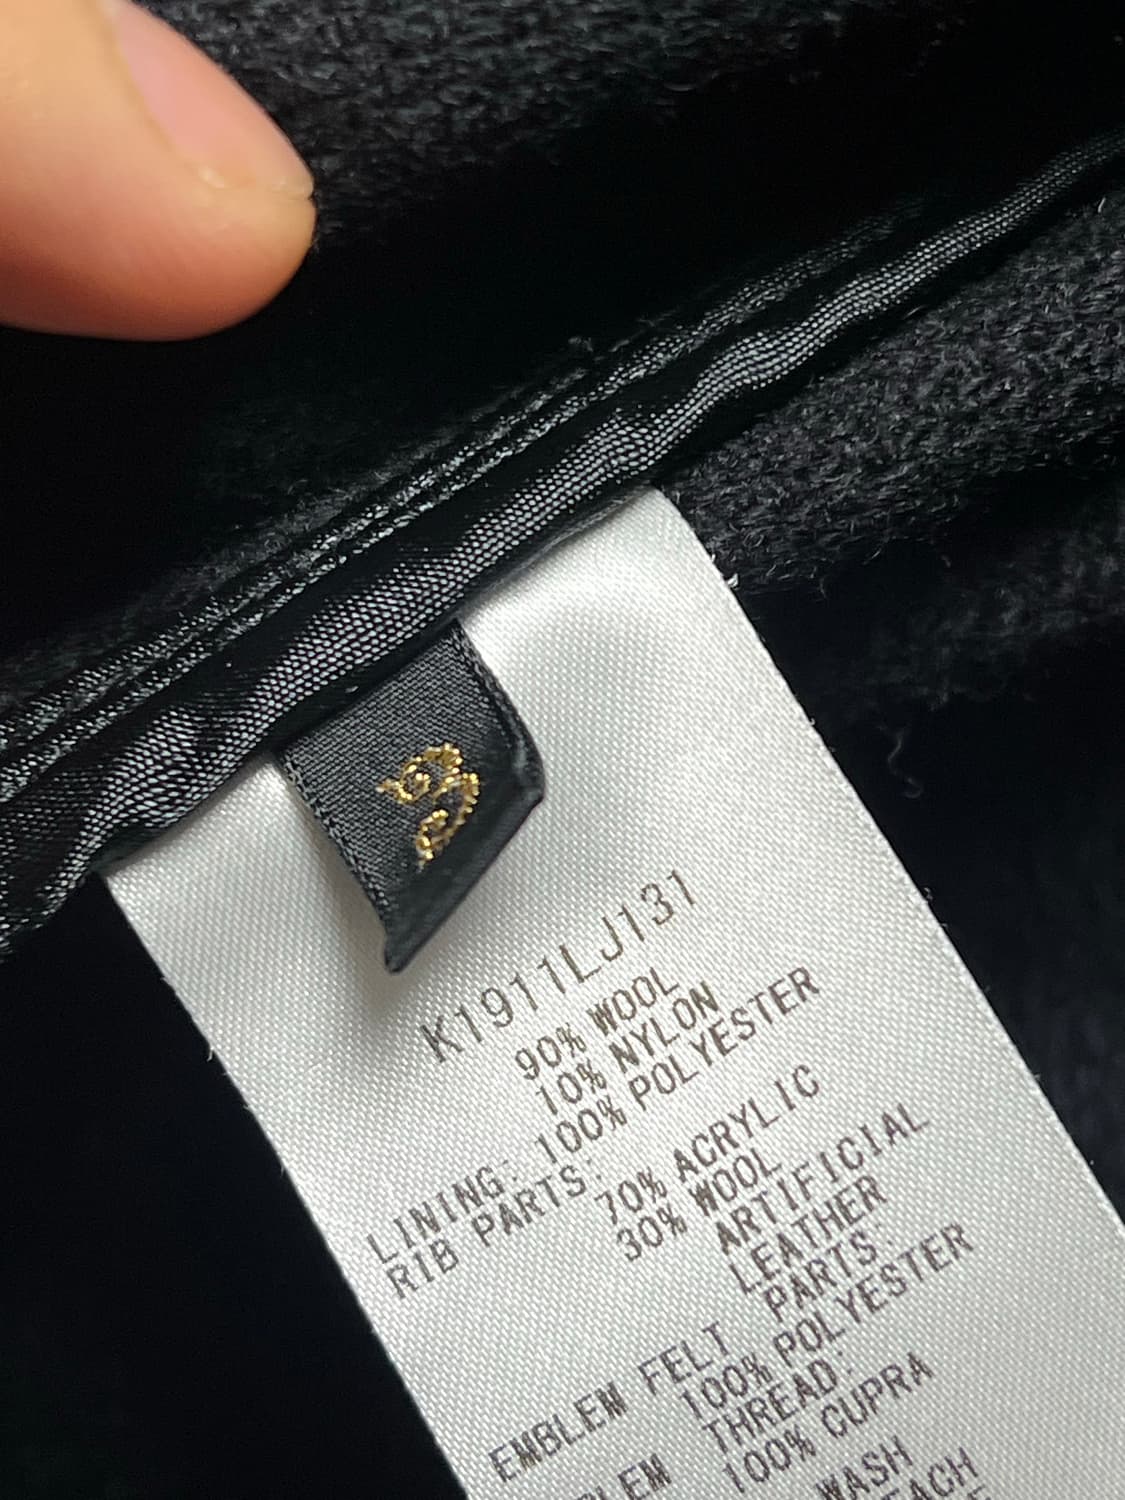 K1911LJ131
90% WOOL
10% NYLON
LINING: 100% POLYESTER
RIB PARTS:
70% ACRYLIC
30% WOOL
ARTIFICIAL
LEATHER
PARTS:
100% POLYESTER
EMBLEM FELT
THREAD:
100% CUPRA
WASH